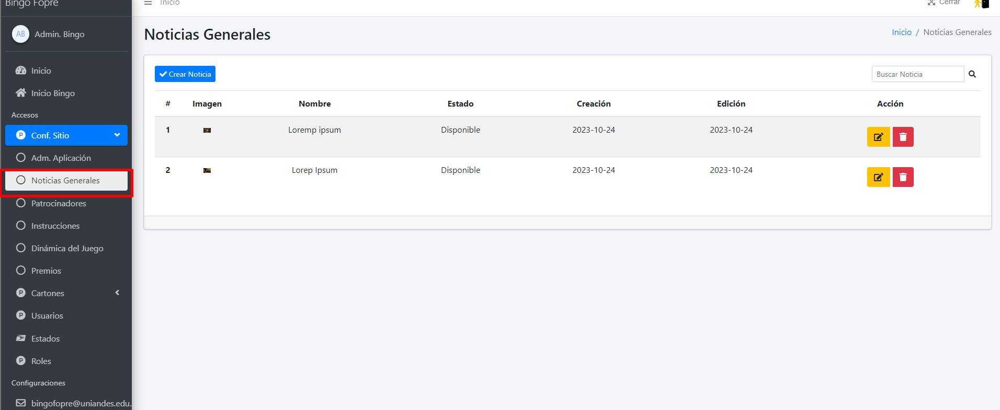 Bingo Fopre
AB Admin. Bingo
Inicio
Inicio Bingo
Accesos
Conf. Sitio
Adm. Aplicación
Noticias Generales
Patrocinadores
Instrucciones
Dinámica del Juego
Premios
Cartones
Usuarios
Estados
Roles
Configuraciones
bingofopre@uniandes.edu.
Inicio
Cerrar
Noticias Generales
Inicio / Noticias Generales
Crear Noticia
Buscar Noticia
# Imagen Nombre Estado Creación Edición Acción
1 Loremp ipsum Disponible 2023-10-24 2023-10-24
2 Lorep Ipsum Disponible 2023-10-24 2023-10-24